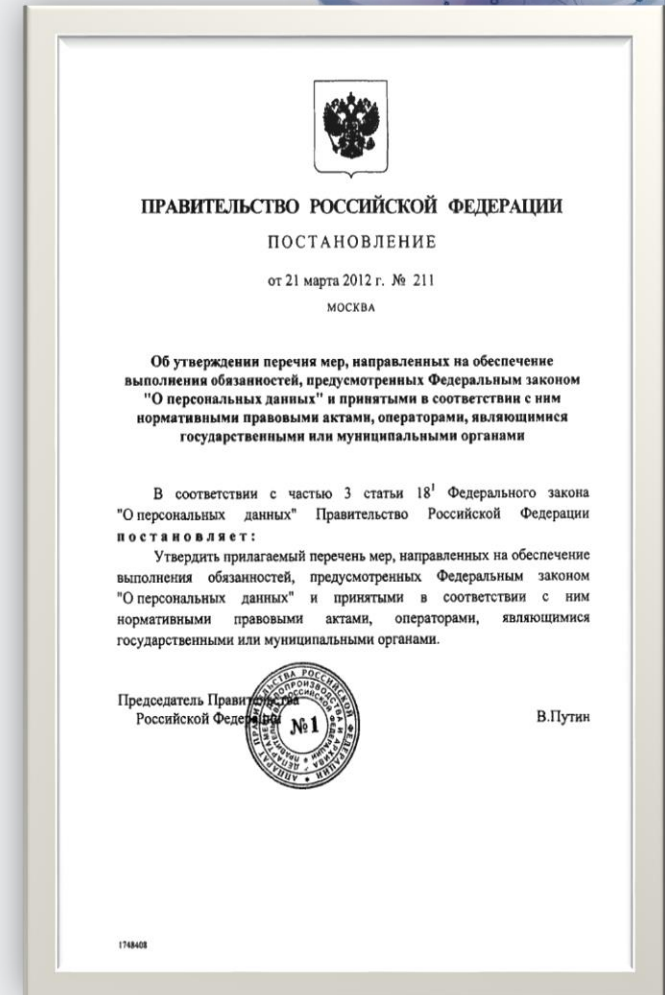 ПРАВИТЕЛЬСТВО РОССИЙСКОЙ ФЕДЕРАЦИИ
ПОСТАНОВЛЕНИЕ
от 21 марта 2012 г. № 211
МОСКВА
Об утверждении перечня мер, направленных на обеспечение
выполнения обязанностей, предусмотренных Федеральным законом
"О персональных данных" и принятыми в соответствии с ним
нормативными правовыми актами, операторами, являющимися
государственными или муниципальными органами
В соответствии с частью 3 статьи 18¹ Федерального закона
"О персональных данных" Правительство Российской Федерации
постановляет:
Утвердить прилагаемый перечень мер, направленных на обеспечение
выполнения обязанностей, предусмотренных Федеральным законом
"О персональных данных" и принятыми в соответствии с ним
нормативными правовыми актами, операторами, являющимися
государственными или муниципальными органами.
Председатель Правительства
Российской Федерации
В.Путин
№1
1748408